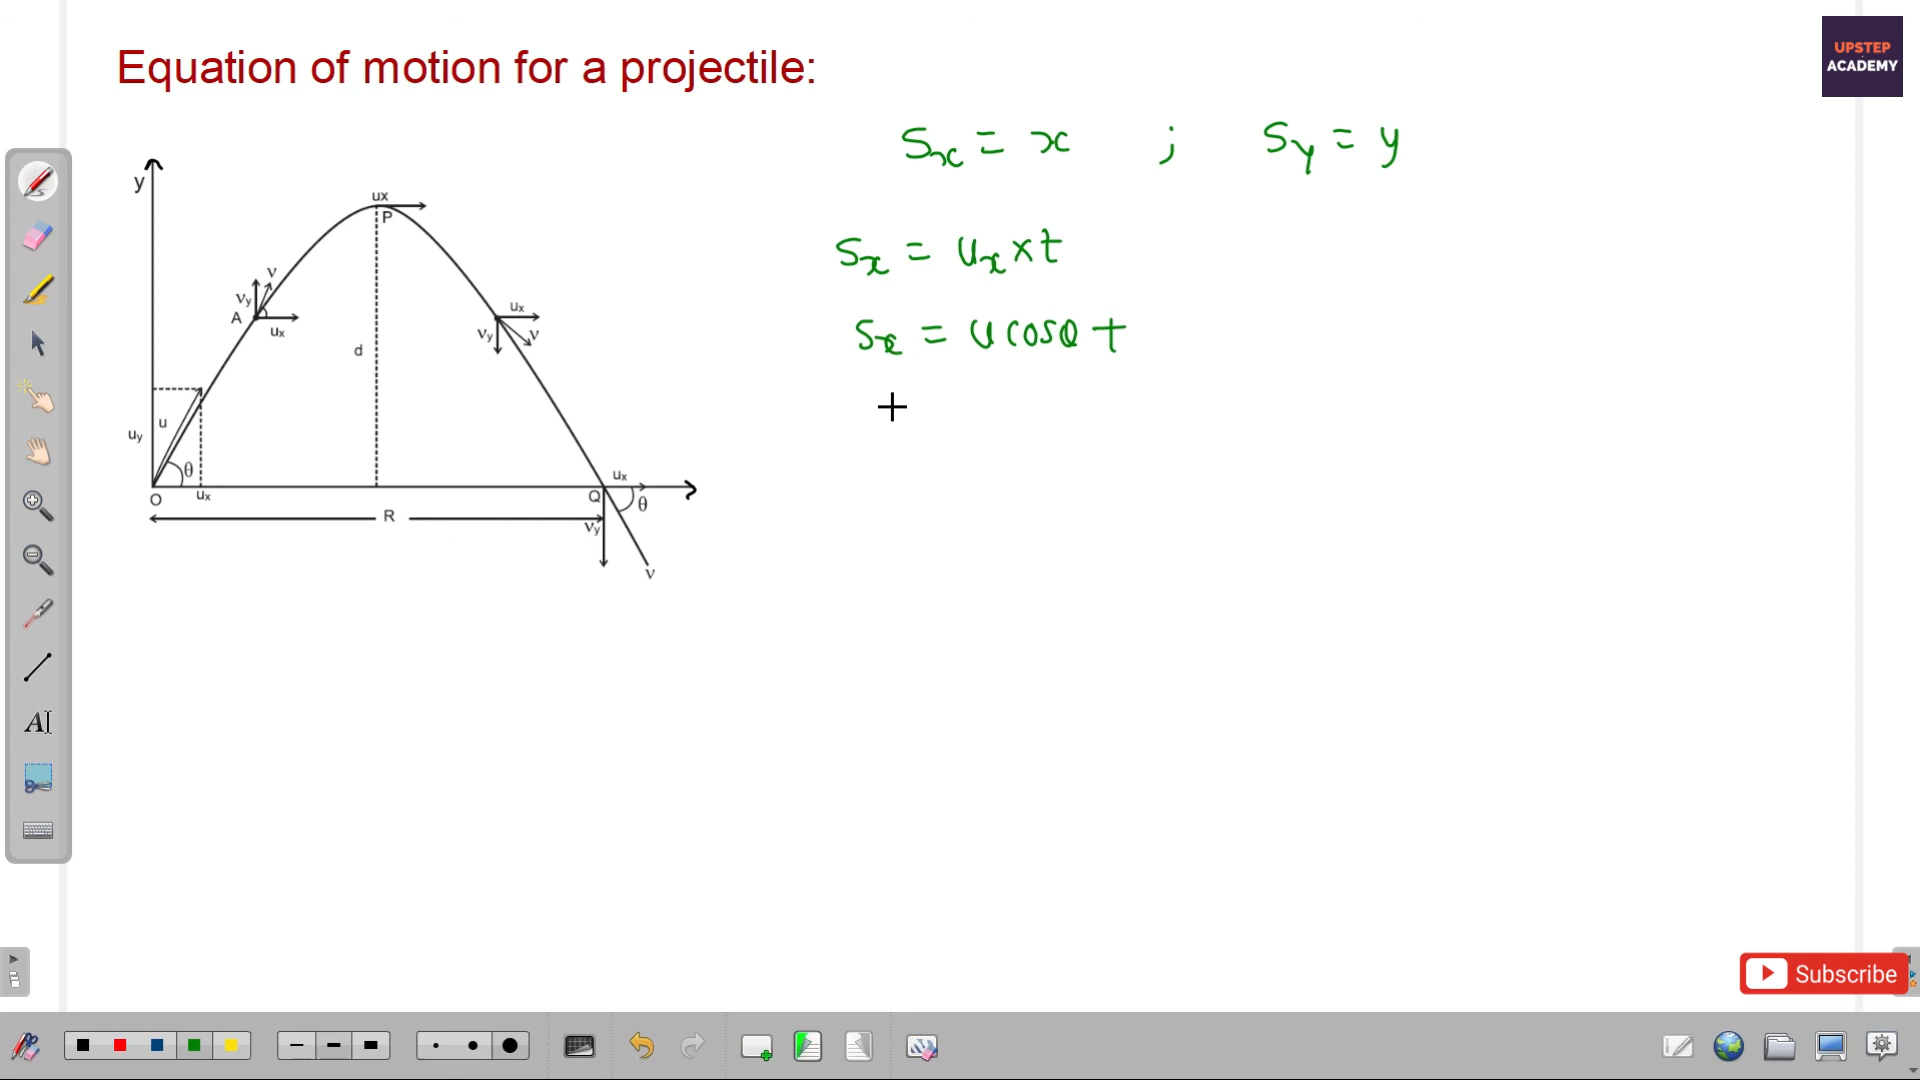 Equation of motion for a projectile:
UPSTEP
ACADEMY
Sx = x ; Sy = y
Sx = ux × t
Sx = u cosθ t
y
ux
P
v
vy
A
ux
ux
vy
v
d
u
uy
θ
O
ux
ux
Q
θ
R
vy
v
Subscribe
AI